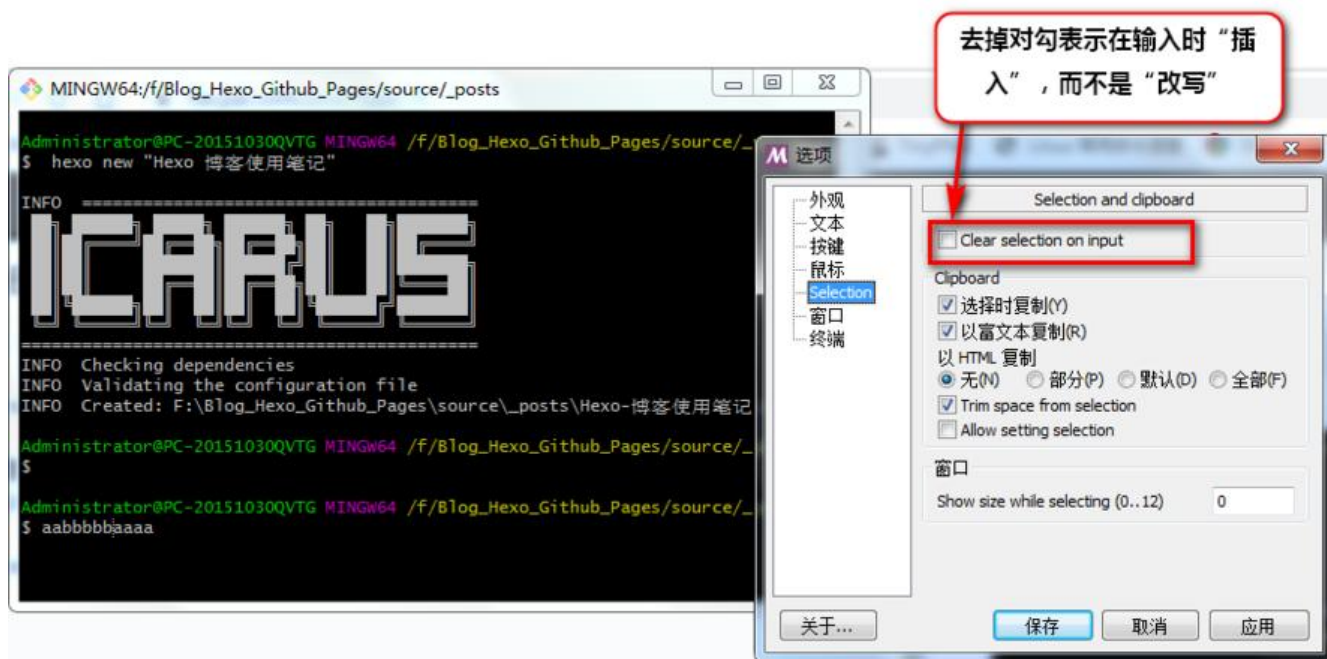 去掉对勾表示在输入时“插
入”，而不是“改写”
MINGW64:/f/Blog_Hexo_Github_Pages/source/_posts
Administrator@PC-20151030QVTG MINGW64 /f/Blog_Hexo_Github_Pages/source/_
$ hexo new "Hexo 博客使用笔记"
INFO ========================================
ICARUS
=============================================
INFO Checking dependencies
INFO Validating the configuration file
INFO Created: F:\Blog_Hexo_Github_Pages\source\_posts\Hexo-博客使用笔记
Administrator@PC-20151030QVTG MINGW64 /f/Blog_Hexo_Github_Pages/source/_
$
Administrator@PC-20151030QVTG MINGW64 /f/Blog_Hexo_Github_Pages/source/_
$ aabbbbbaaaa
选项
外观
文本
按键
鼠标
Selection
窗口
终端
Selection and clipboard
Clear selection on input
Clipboard
选择时复制(Y)
以富文本复制(R)
以 HTML 复制
无(N) 部分(P) 默认(D) 全部(F)
Trim space from selection
Allow setting selection
窗口
Show size while selecting (0..12) 0
关于... 保存 取消 应用